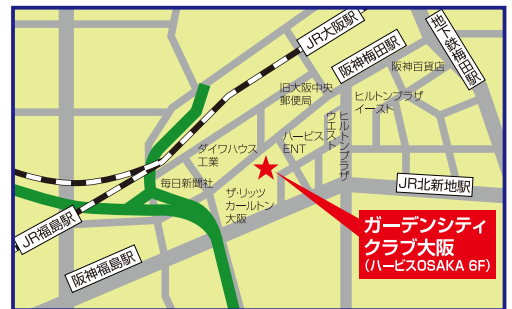 JR大阪駅
阪神梅田駅
地下鉄梅田駅
阪神百貨店
旧大阪中央
郵便局
ヒルトンプラザ
イースト
ヒルトンプラザ
ウエスト
ハービス
ENT
ダイワハウス
工業
毎日新聞社
ザ・リッツ
カールトン
大阪
JR北新地駅
JR福島駅
阪神福島駅
ガーデンシティ
クラブ大阪
(ハービスOSAKA 6F)